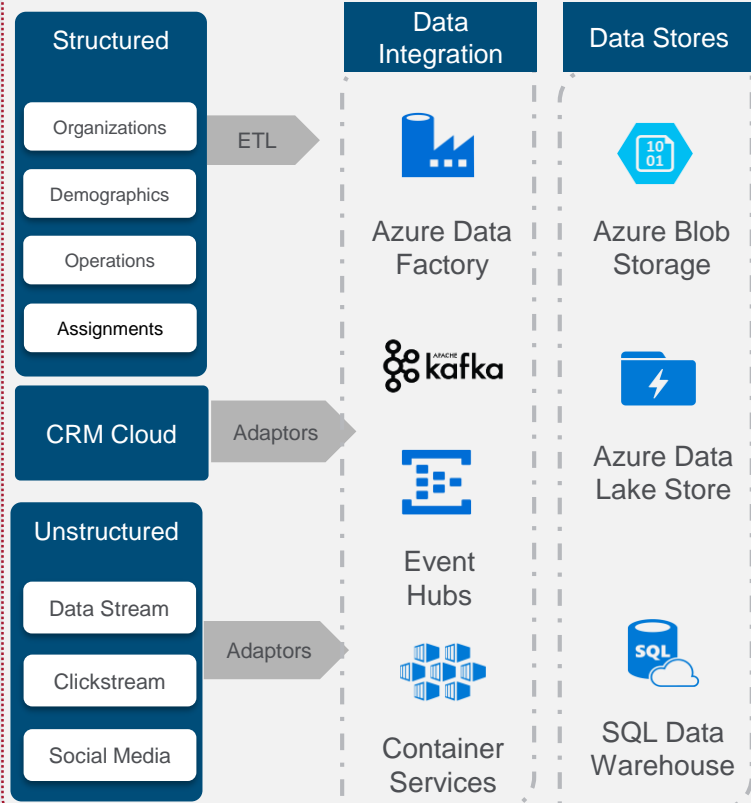 Structured
Organizations
Demographics
Operations
Assignments
ETL
CRM Cloud
Adaptors
Unstructured
Data Stream
Clickstream
Social Media
Adaptors
Data
Integration
Azure Data
Factory
APACHE
kafka
Event
Hubs
Container
Services
Data Stores
10
01
Azure Blob
Storage
Azure Data
Lake Store
SQL
SQL Data
Warehouse